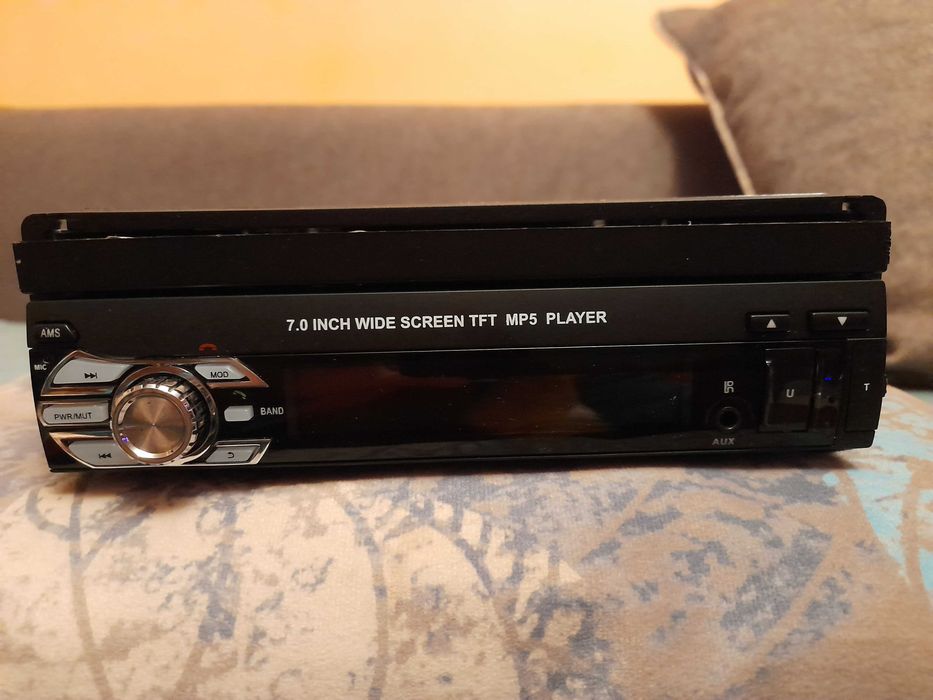 7.0 INCH WIDE SCREEN TFT MP5 PLAYER
AMS
MIC
MOD
PWR/MUT
BAND
AUX
U
T